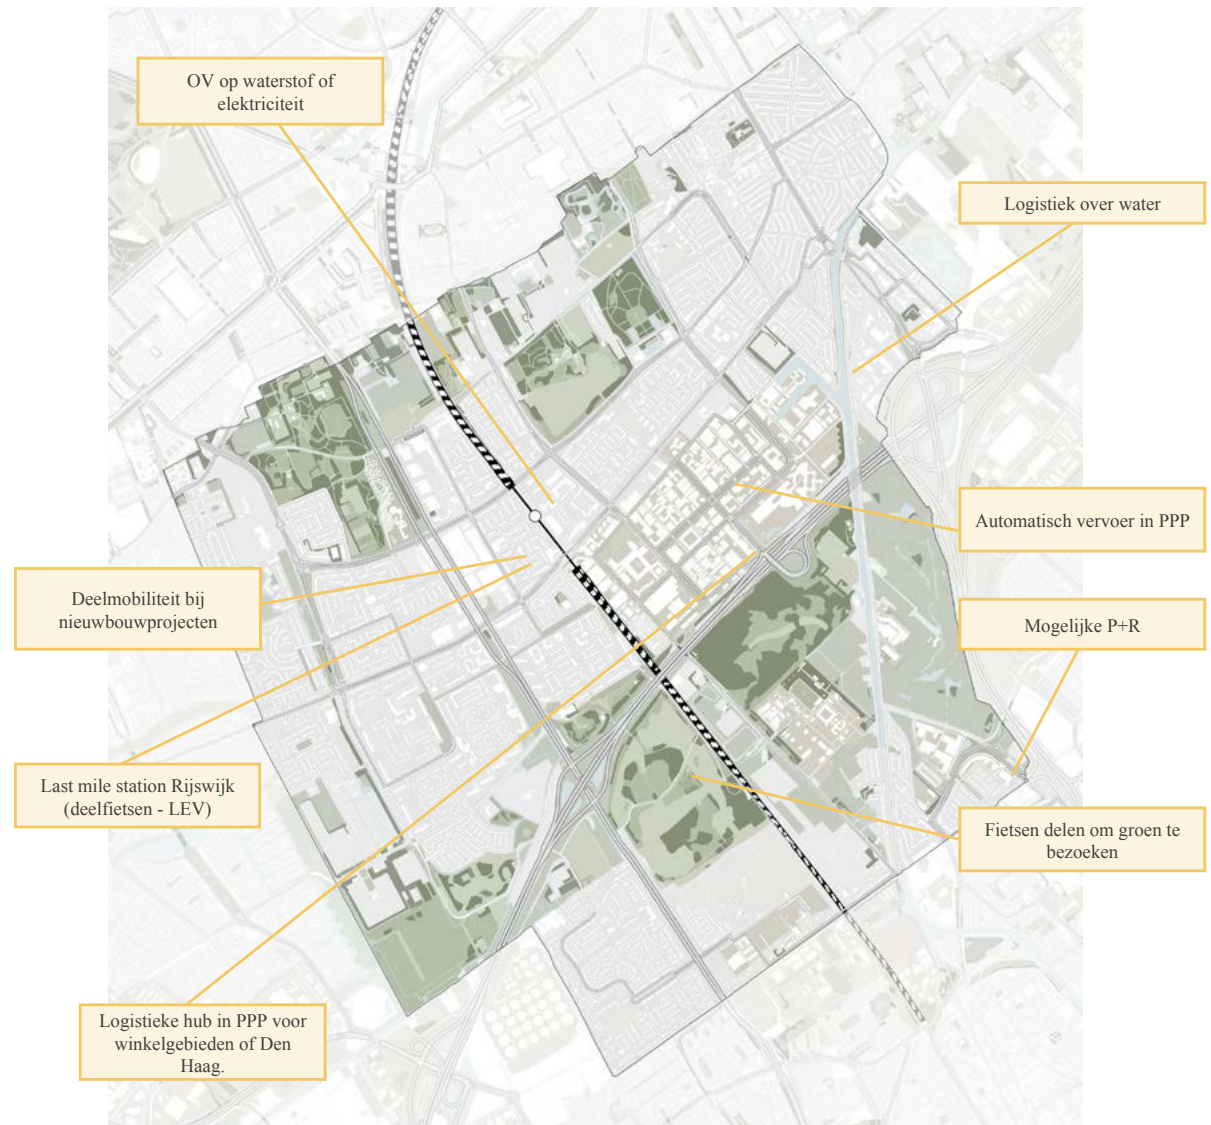 OV op waterstof of
elektriciteit
Logistiek over water
Automatisch vervoer in PPP
Deelmobiliteit bij
nieuwbouwprojecten
Mogelijke P+R
Last mile station Rijswijk
(deelfietsen - LEV)
Fietsen delen om groen te
bezoeken
Logistieke hub in PPP voor
winkelgebieden of Den
Haag.